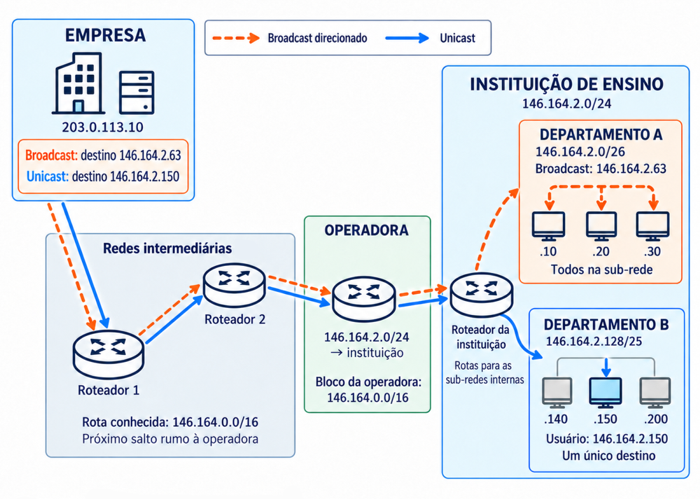 EMPRESA
203.0.113.10
Broadcast: destino 146.164.2.63
Unicast: destino 146.164.2.150
Broadcast direcionado
Unicast
Redes intermediárias
Roteador 1
Roteador 2
Rota conhecida: 146.164.0.0/16
Próximo salto rumo à operadora
OPERADORA
146.164.2.0/24
→ instituição
Bloco da operadora:
146.164.0.0/16
INSTITUIÇÃO DE ENSINO
146.164.2.0/24
Roteador da
instituição
Rotas para as
sub-redes internas
DEPARTAMENTO A
146.164.2.0/26
Broadcast: 146.164.2.63
.10
.20
.30
Todos na sub-rede
DEPARTAMENTO B
146.164.2.128/25
.140
.150
.200
Usuário: 146.164.2.150
Um único destino